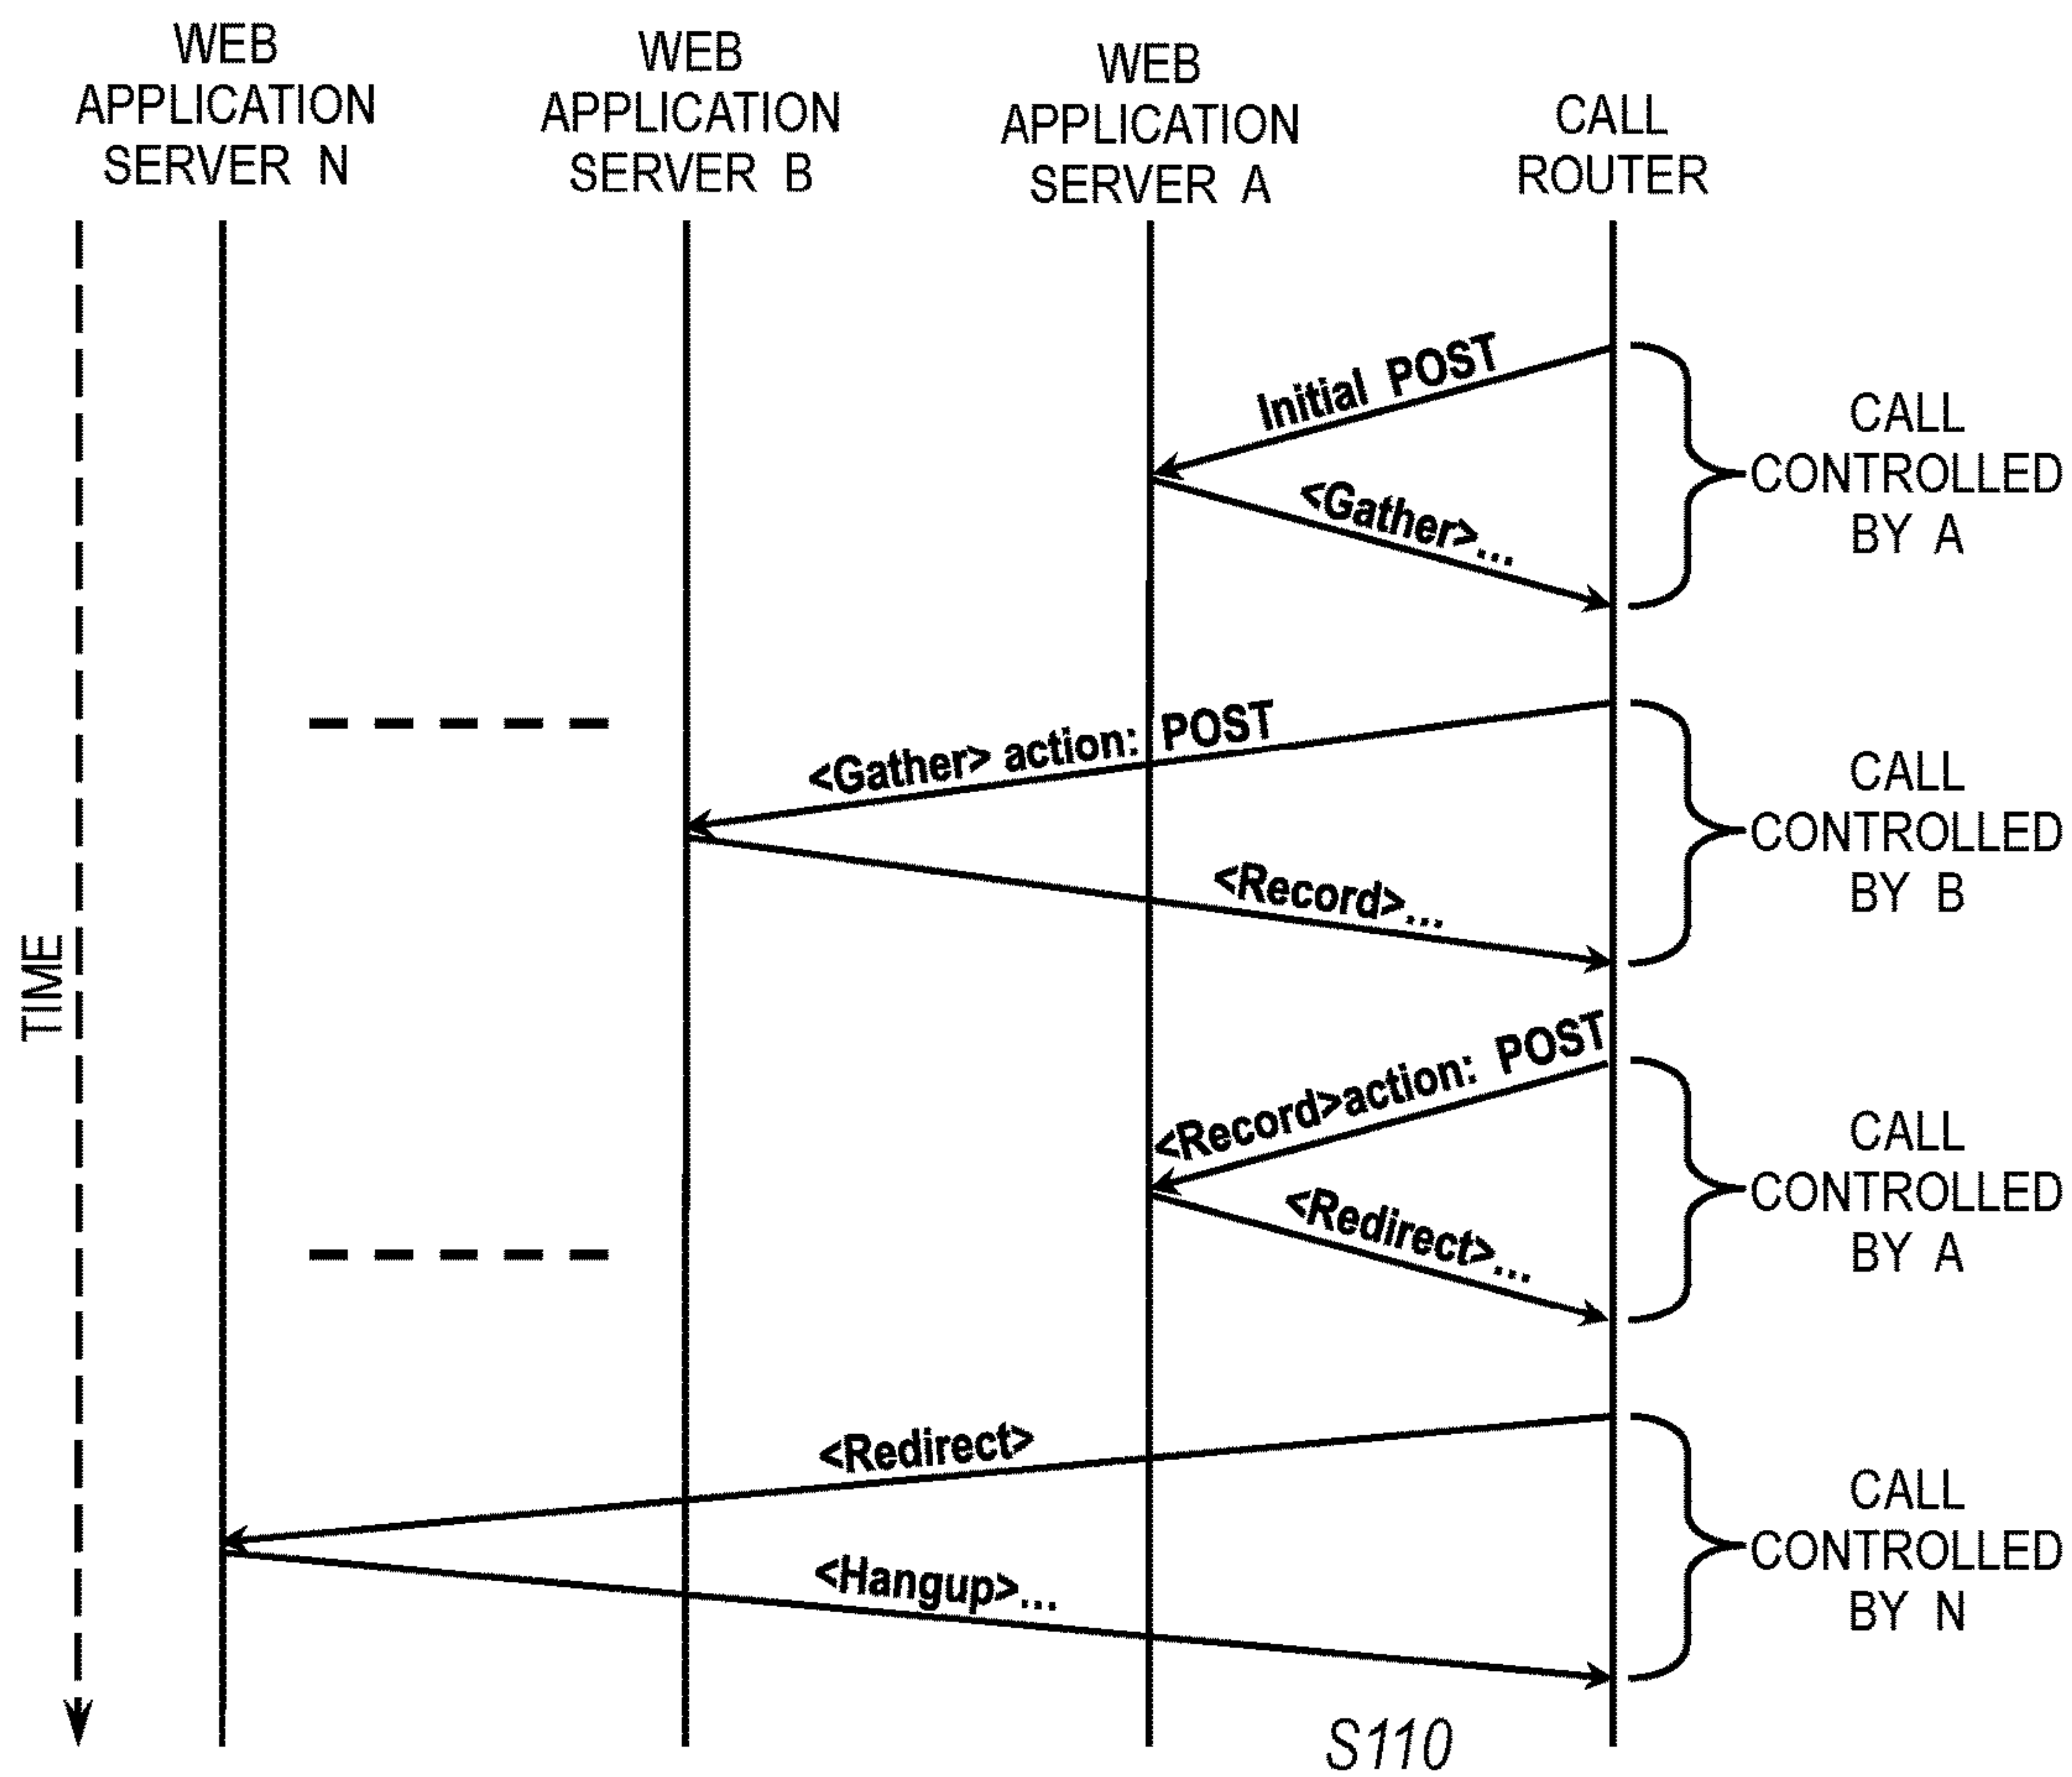 WEB
APPLICATION
SERVER N
WEB
APPLICATION
SERVER B
WEB
APPLICATION
SERVER A
CALL
ROUTER
Initial POST
<Gather>...
CALL
CONTROLLED
BY A
<Gather> action: POST
<Record>...
CALL
CONTROLLED
BY B
TIME
<Record>action: POST
<Redirect>...
CALL
CONTROLLED
BY A
<Redirect>
<Hangup>...
CALL
CONTROLLED
BY N
S110